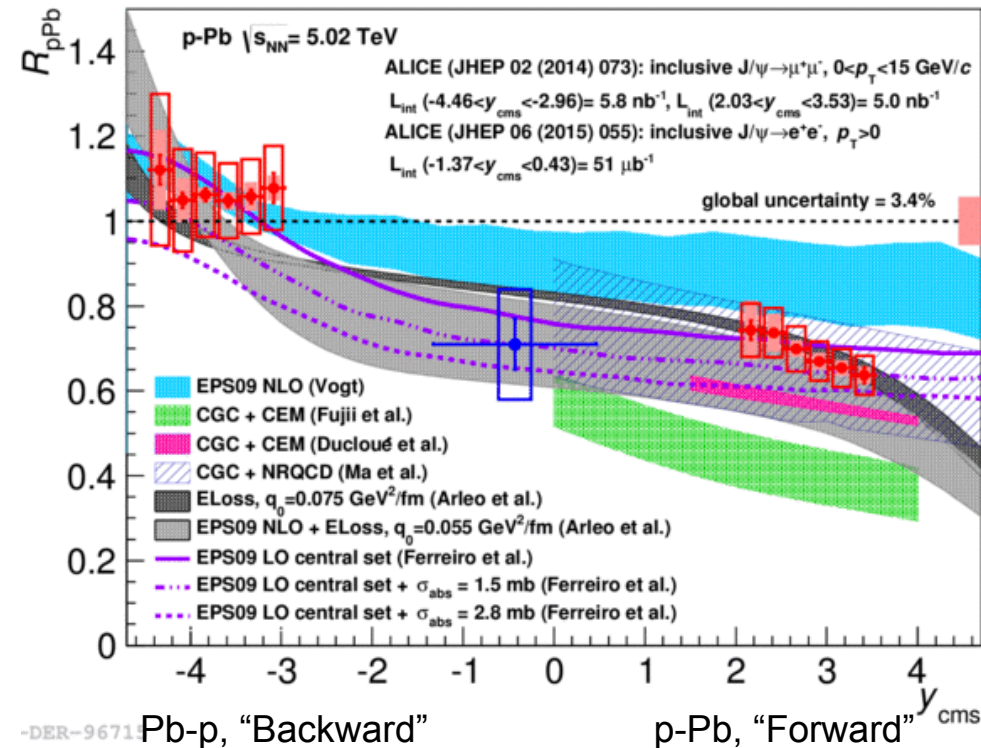 R_pPb
1.4
1.2
1
0.8
0.6
0.4
0.2
0
p-Pb √s_NN = 5.02 TeV
ALICE (JHEP 02 (2014) 073): inclusive J/ψ→μ⁺μ⁻, 0<p_T<15 GeV/c
L_int (-4.46<y_cms<-2.96)= 5.8 nb⁻¹, L_int (2.03<y_cms<3.53)= 5.0 nb⁻¹
ALICE (JHEP 06 (2015) 055): inclusive J/ψ→e⁺e⁻, p_T>0
L_int (-1.37<y_cms<0.43)= 51 μb⁻¹
global uncertainty = 3.4%
EPS09 NLO (Vogt)
CGC + CEM (Fujii et al.)
CGC + CEM (Ducloué et al.)
CGC + NRQCD (Ma et al.)
ELoss, q₀=0.075 GeV²/fm (Arleo et al.)
EPS09 NLO + ELoss, q₀=0.055 GeV²/fm (Arleo et al.)
EPS09 LO central set (Ferreiro et al.)
EPS09 LO central set + σ_abs = 1.5 mb (Ferreiro et al.)
EPS09 LO central set + σ_abs = 2.8 mb (Ferreiro et al.)
-4 -3 -2 -1 0 1 2 3 4
y_cms
-DER-96715 Pb-p, “Backward” p-Pb, “Forward”